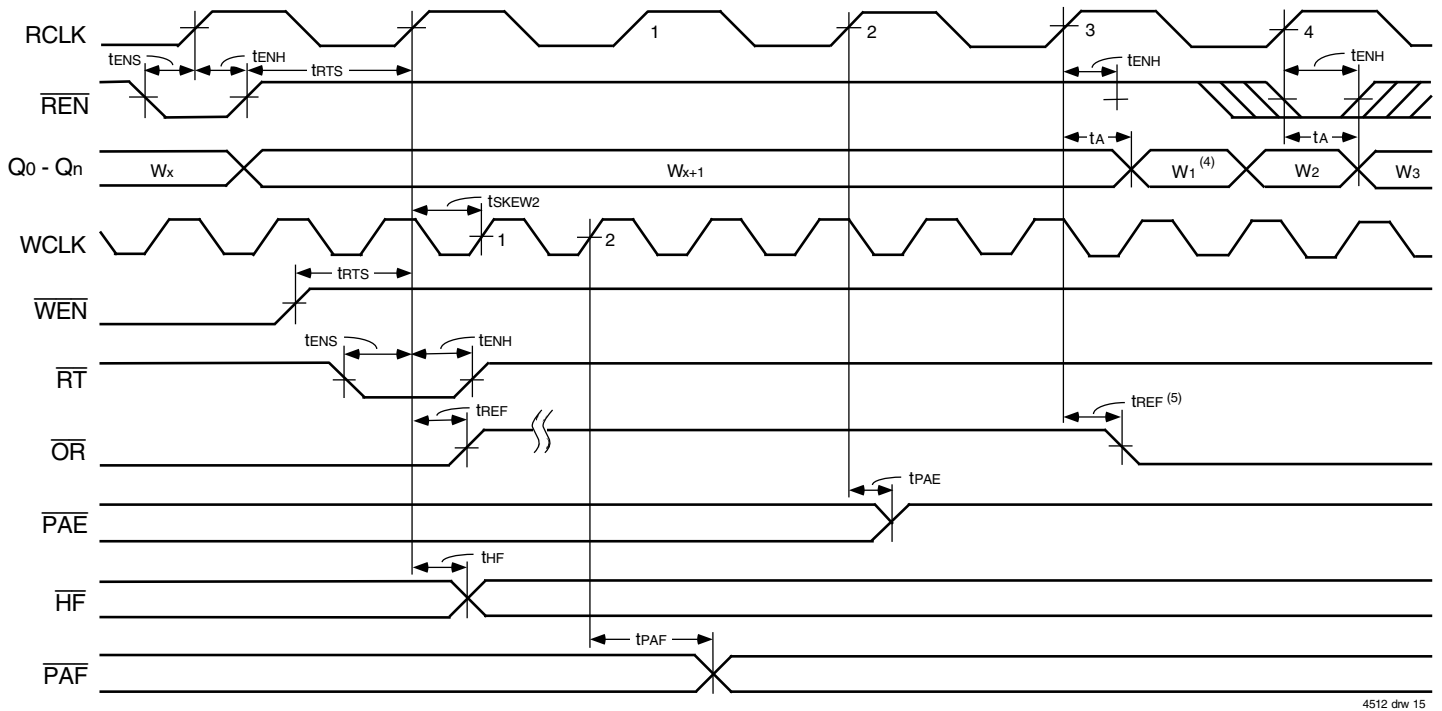 RCLK 1 2 3 4
tENS tENH tRTS tENH tENH
REN
tA tA
Q0 - Qn Wx Wx+1 W1 (4) W2 W3
tSKEW2
WCLK 1 2
tRTS
WEN
tENS tENH
RT
tREF tREF (5)
OR
tPAE
PAE
tHF
HF
tPAF
PAF
4512 drw 15